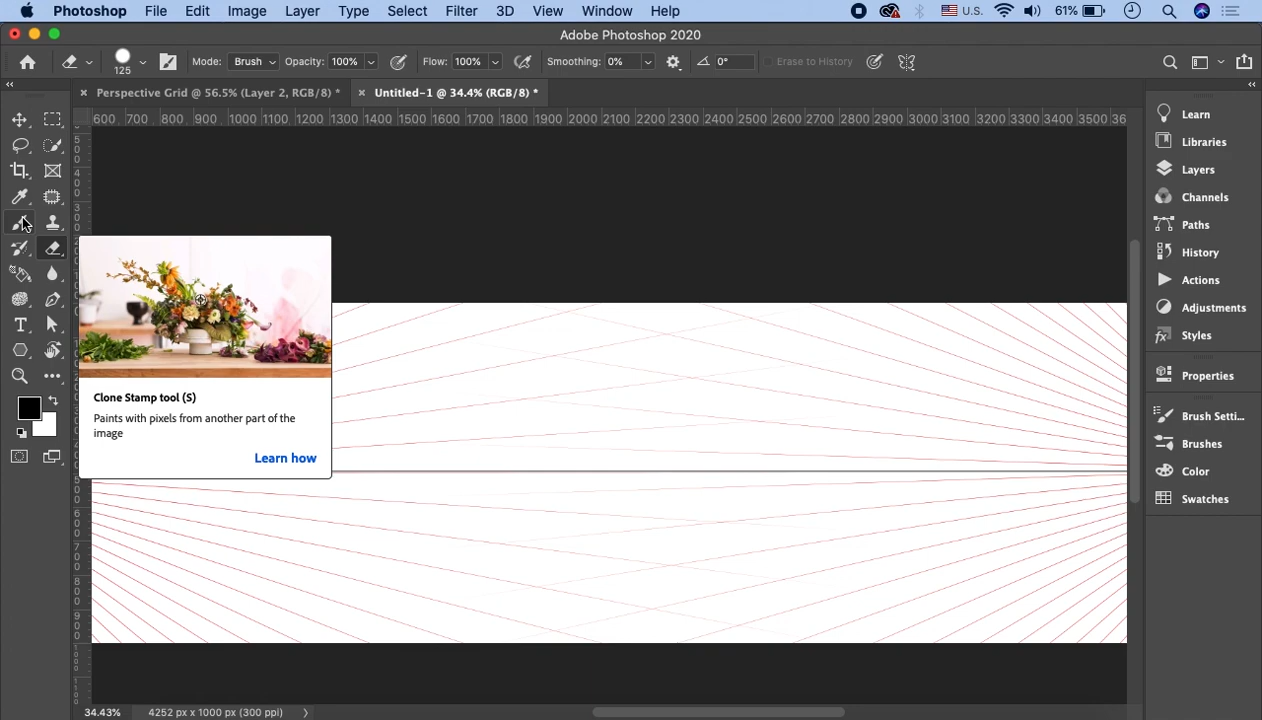 Photoshop File Edit Image Layer Type Select Filter 3D View Window Help U.S. 61%
Adobe Photoshop 2020
125 Mode: Brush Opacity: 100% Flow: 100% Smoothing: 0% 0° Erase to History
Perspective Grid @ 56.5% (Layer 2, RGB/8) * Untitled-1 @ 34.4% (RGB/8) *
600 700 800 900 1000 1100 1200 1300 1400 1500 1600 1700 1800 1900 2000 2100 2200 2300 2400 2500 2600 2700 2800 2900 3000 3100 3200 3300 3400 3500 36
Learn
Libraries
Layers
Channels
Paths
History
Actions
Adjustments
Styles
Properties
Brush Setti...
Brushes
Color
Swatches
Clone Stamp tool (S)
Paints with pixels from another part of the
image
Learn how
34.43% 4252 px x 1000 px (300 ppi)